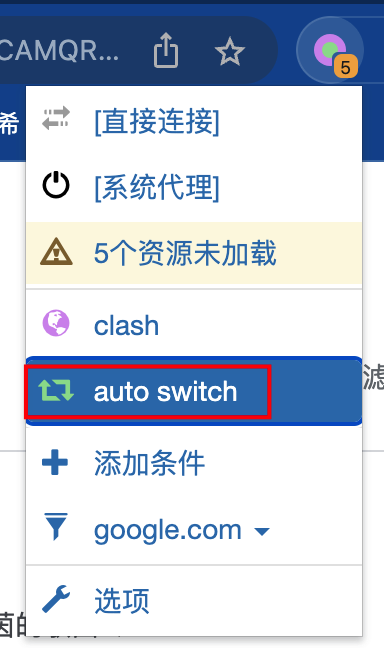 CAMQR...
5
希
[直接连接]
[系统代理]
5个资源未加载
clash
auto switch
滤
添加条件
google.com
选项